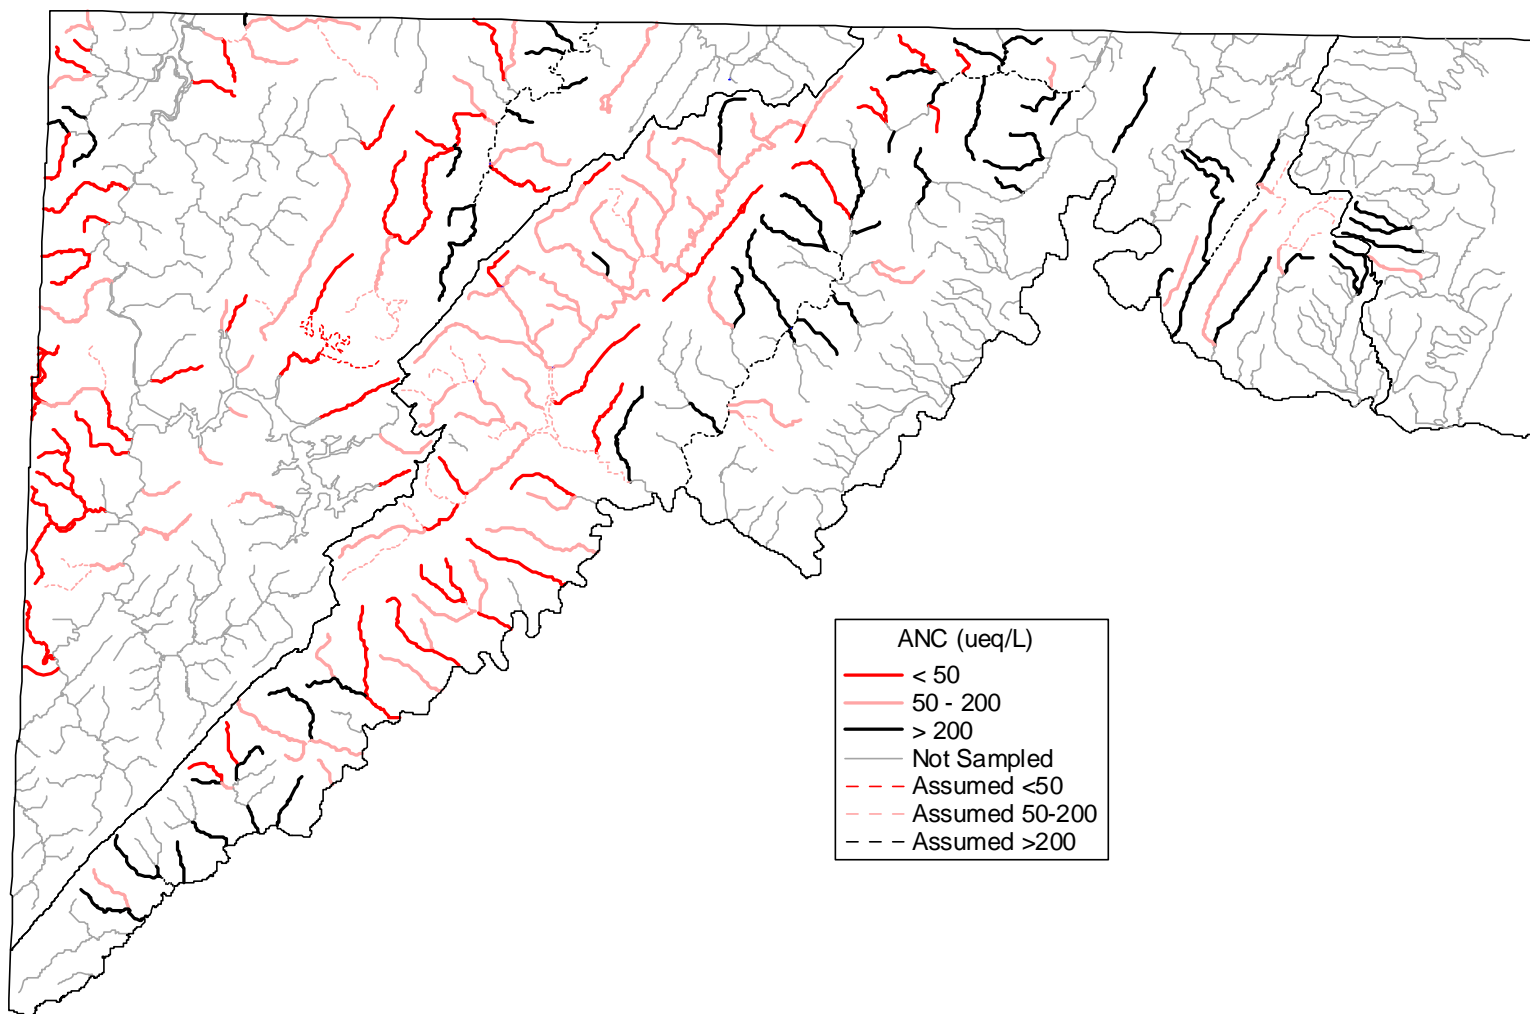 ANC (ueq/L)
< 50
50 - 200
> 200
Not Sampled
Assumed <50
Assumed 50-200
Assumed >200